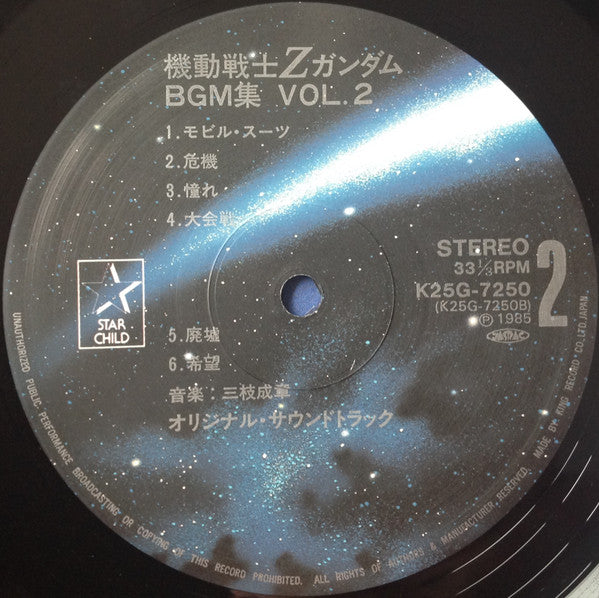 機動戦士Zガンダム
BGM集 VOL.2
1.モビル・スーツ
2.危機
3.憧れ
4.大会戦
STEREO
33⅓RPM
K25G-7250
(K25G-7250B)
Ⓟ1985
2
STAR
CHILD
5.廃墟
6.希望
音楽：三枝成章
オリジナル・サウンドトラック
UNAUTHORIZED PUBLIC PERFORMANCE BROADCASTING OR COPYING OF THIS RECORD PROHIBITED. ALL RIGHTS OF AUTHORS & MANUFACTURER, RESERVED. MADE BY KING RECORD CO., LTD. JAPAN.